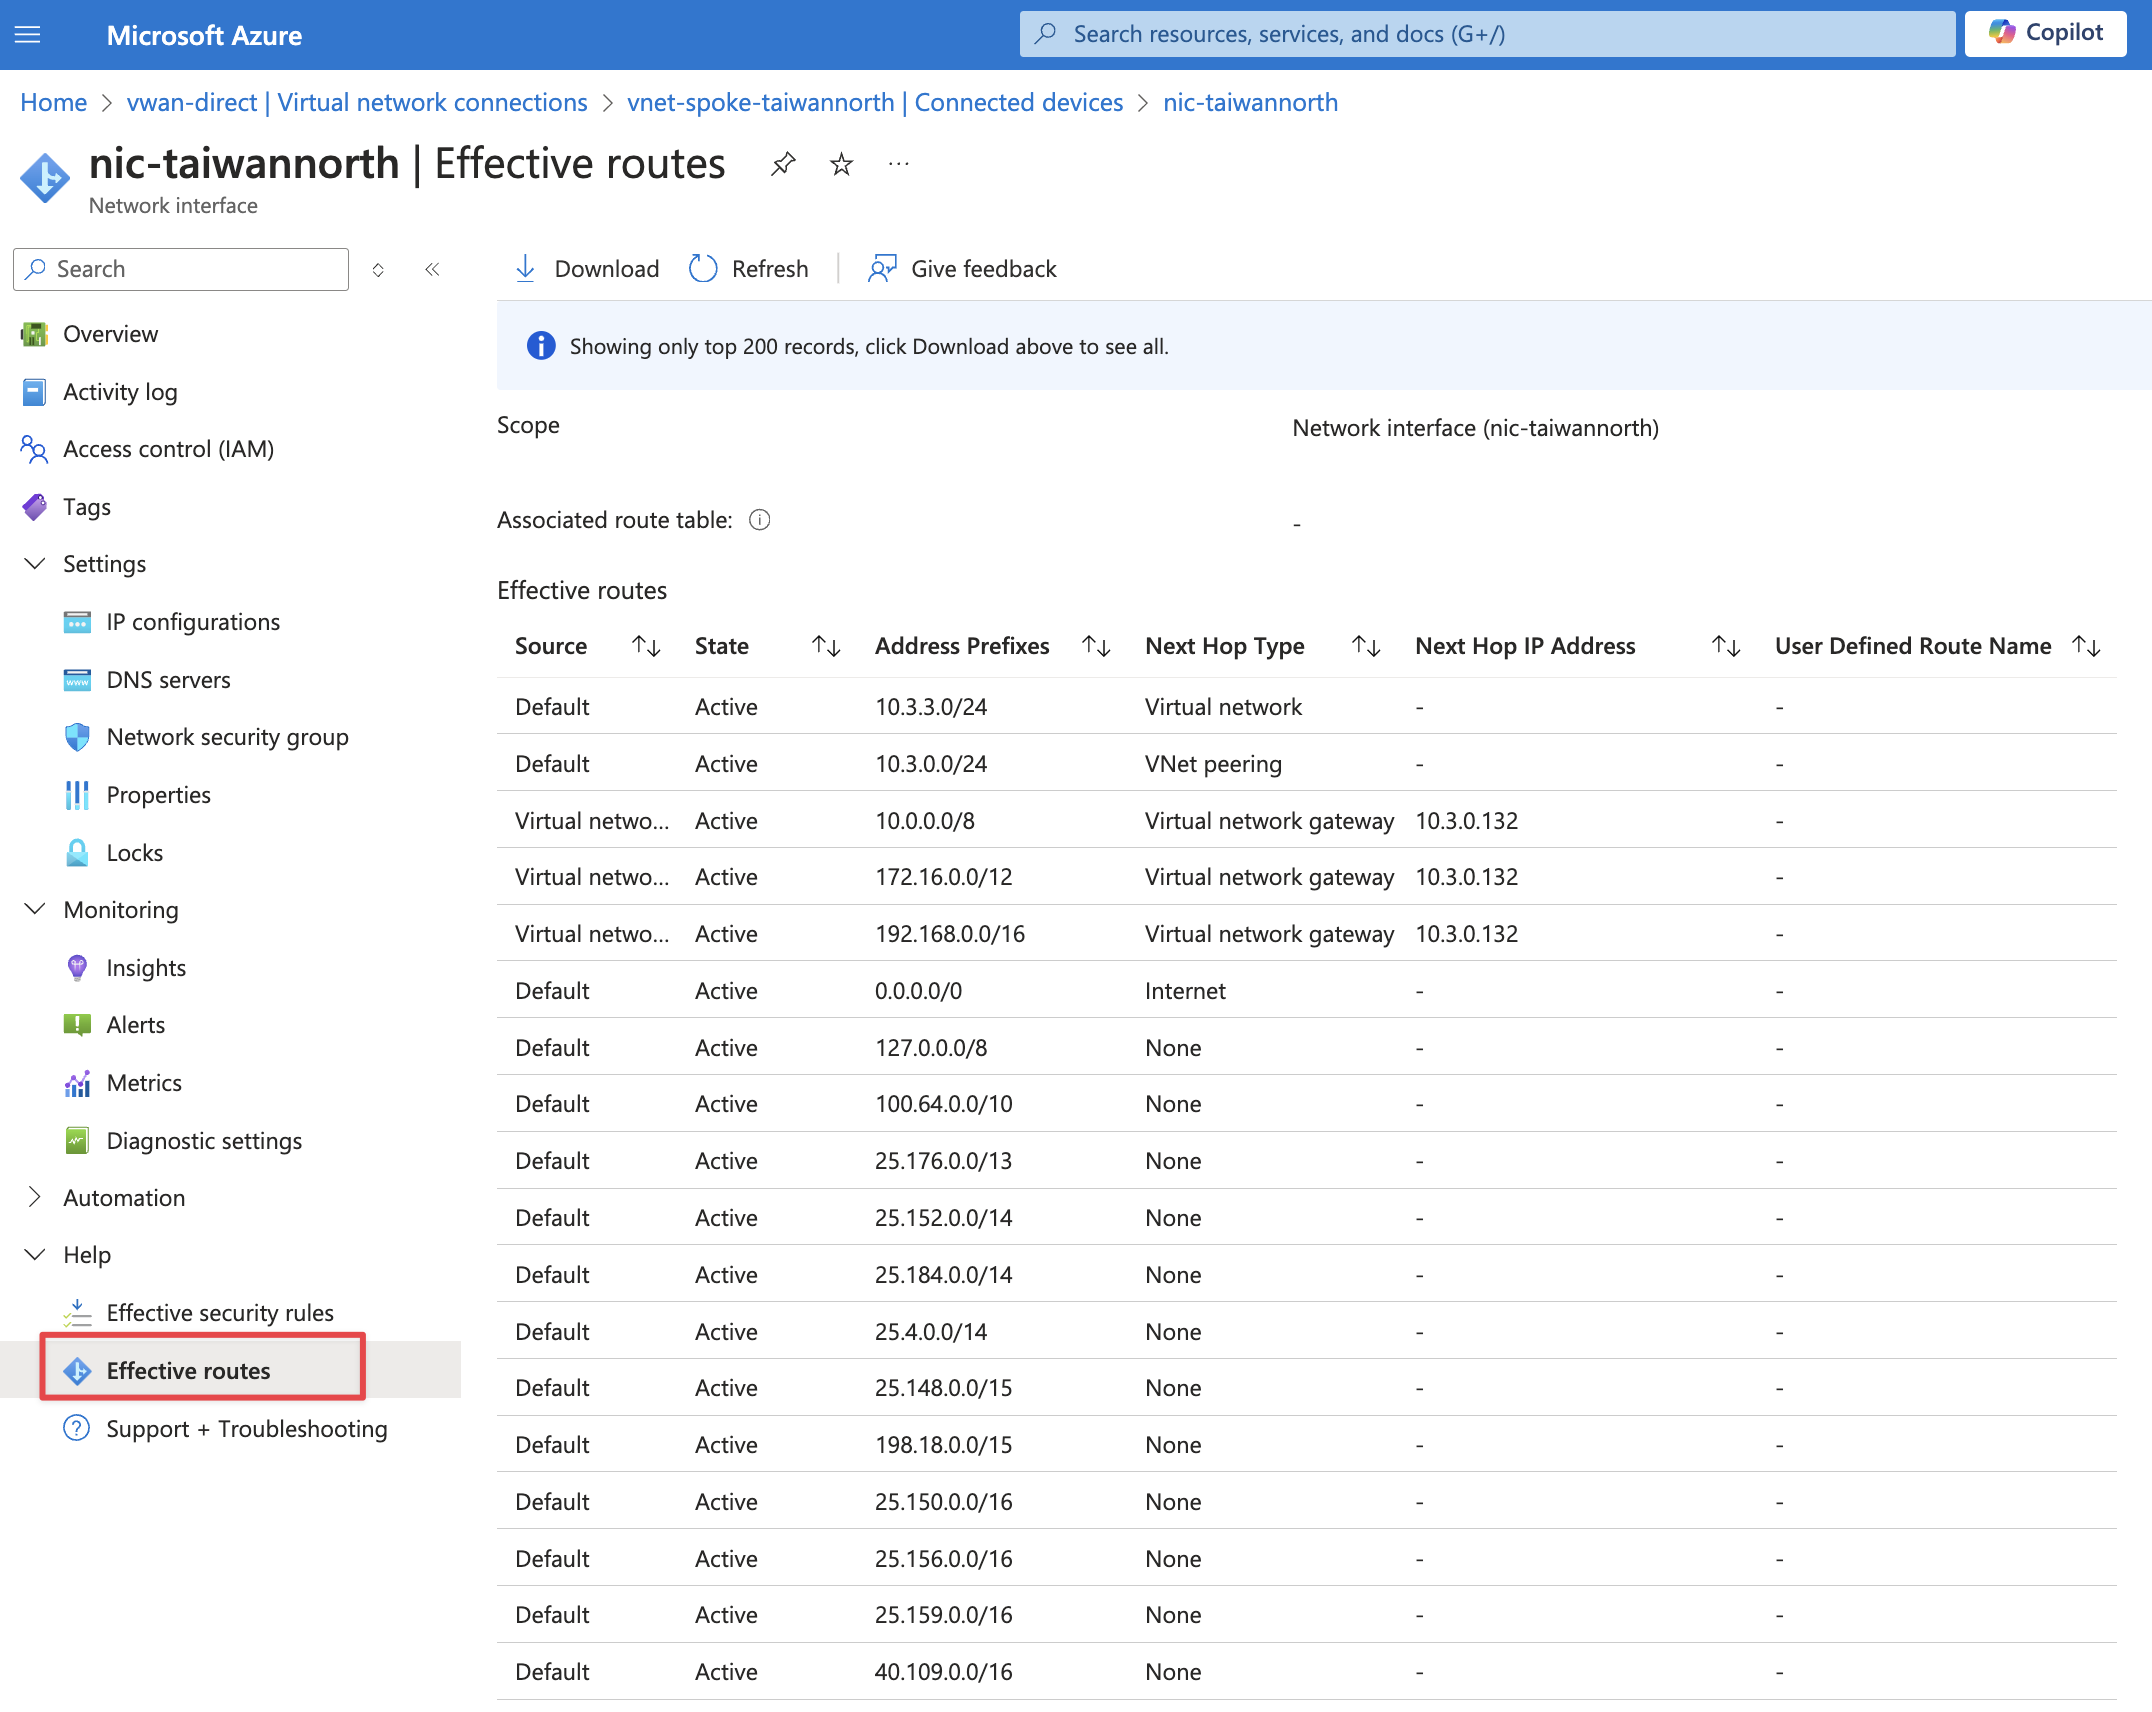 Microsoft Azure
Search resources, services, and docs (G+/)
Copilot
Home > vwan-direct | Virtual network connections > vnet-spoke-taiwannorth | Connected devices > nic-taiwannorth
nic-taiwannorth | Effective routes ...
Network interface
Search
Download Refresh Give feedback
Showing only top 200 records, click Download above to see all.
Overview
Activity log
Access control (IAM)
Tags
Settings
IP configurations
DNS servers
Network security group
Properties
Locks
Monitoring
Insights
Alerts
Metrics
Diagnostic settings
Automation
Help
Effective security rules
Effective routes
Support + Troubleshooting
Scope Network interface (nic-taiwannorth)
Associated route table: -
Effective routes
Source State Address Prefixes Next Hop Type Next Hop IP Address User Defined Route Name
Default Active 10.3.3.0/24 Virtual network - -
Default Active 10.3.0.0/24 VNet peering - -
Virtual netwo... Active 10.0.0.0/8 Virtual network gateway 10.3.0.132 -
Virtual netwo... Active 172.16.0.0/12 Virtual network gateway 10.3.0.132 -
Virtual netwo... Active 192.168.0.0/16 Virtual network gateway 10.3.0.132 -
Default Active 0.0.0.0/0 Internet - -
Default Active 127.0.0.0/8 None - -
Default Active 100.64.0.0/10 None - -
Default Active 25.176.0.0/13 None - -
Default Active 25.152.0.0/14 None - -
Default Active 25.184.0.0/14 None - -
Default Active 25.4.0.0/14 None - -
Default Active 25.148.0.0/15 None - -
Default Active 198.18.0.0/15 None - -
Default Active 25.150.0.0/16 None - -
Default Active 25.156.0.0/16 None - -
Default Active 25.159.0.0/16 None - -
Default Active 40.109.0.0/16 None - -